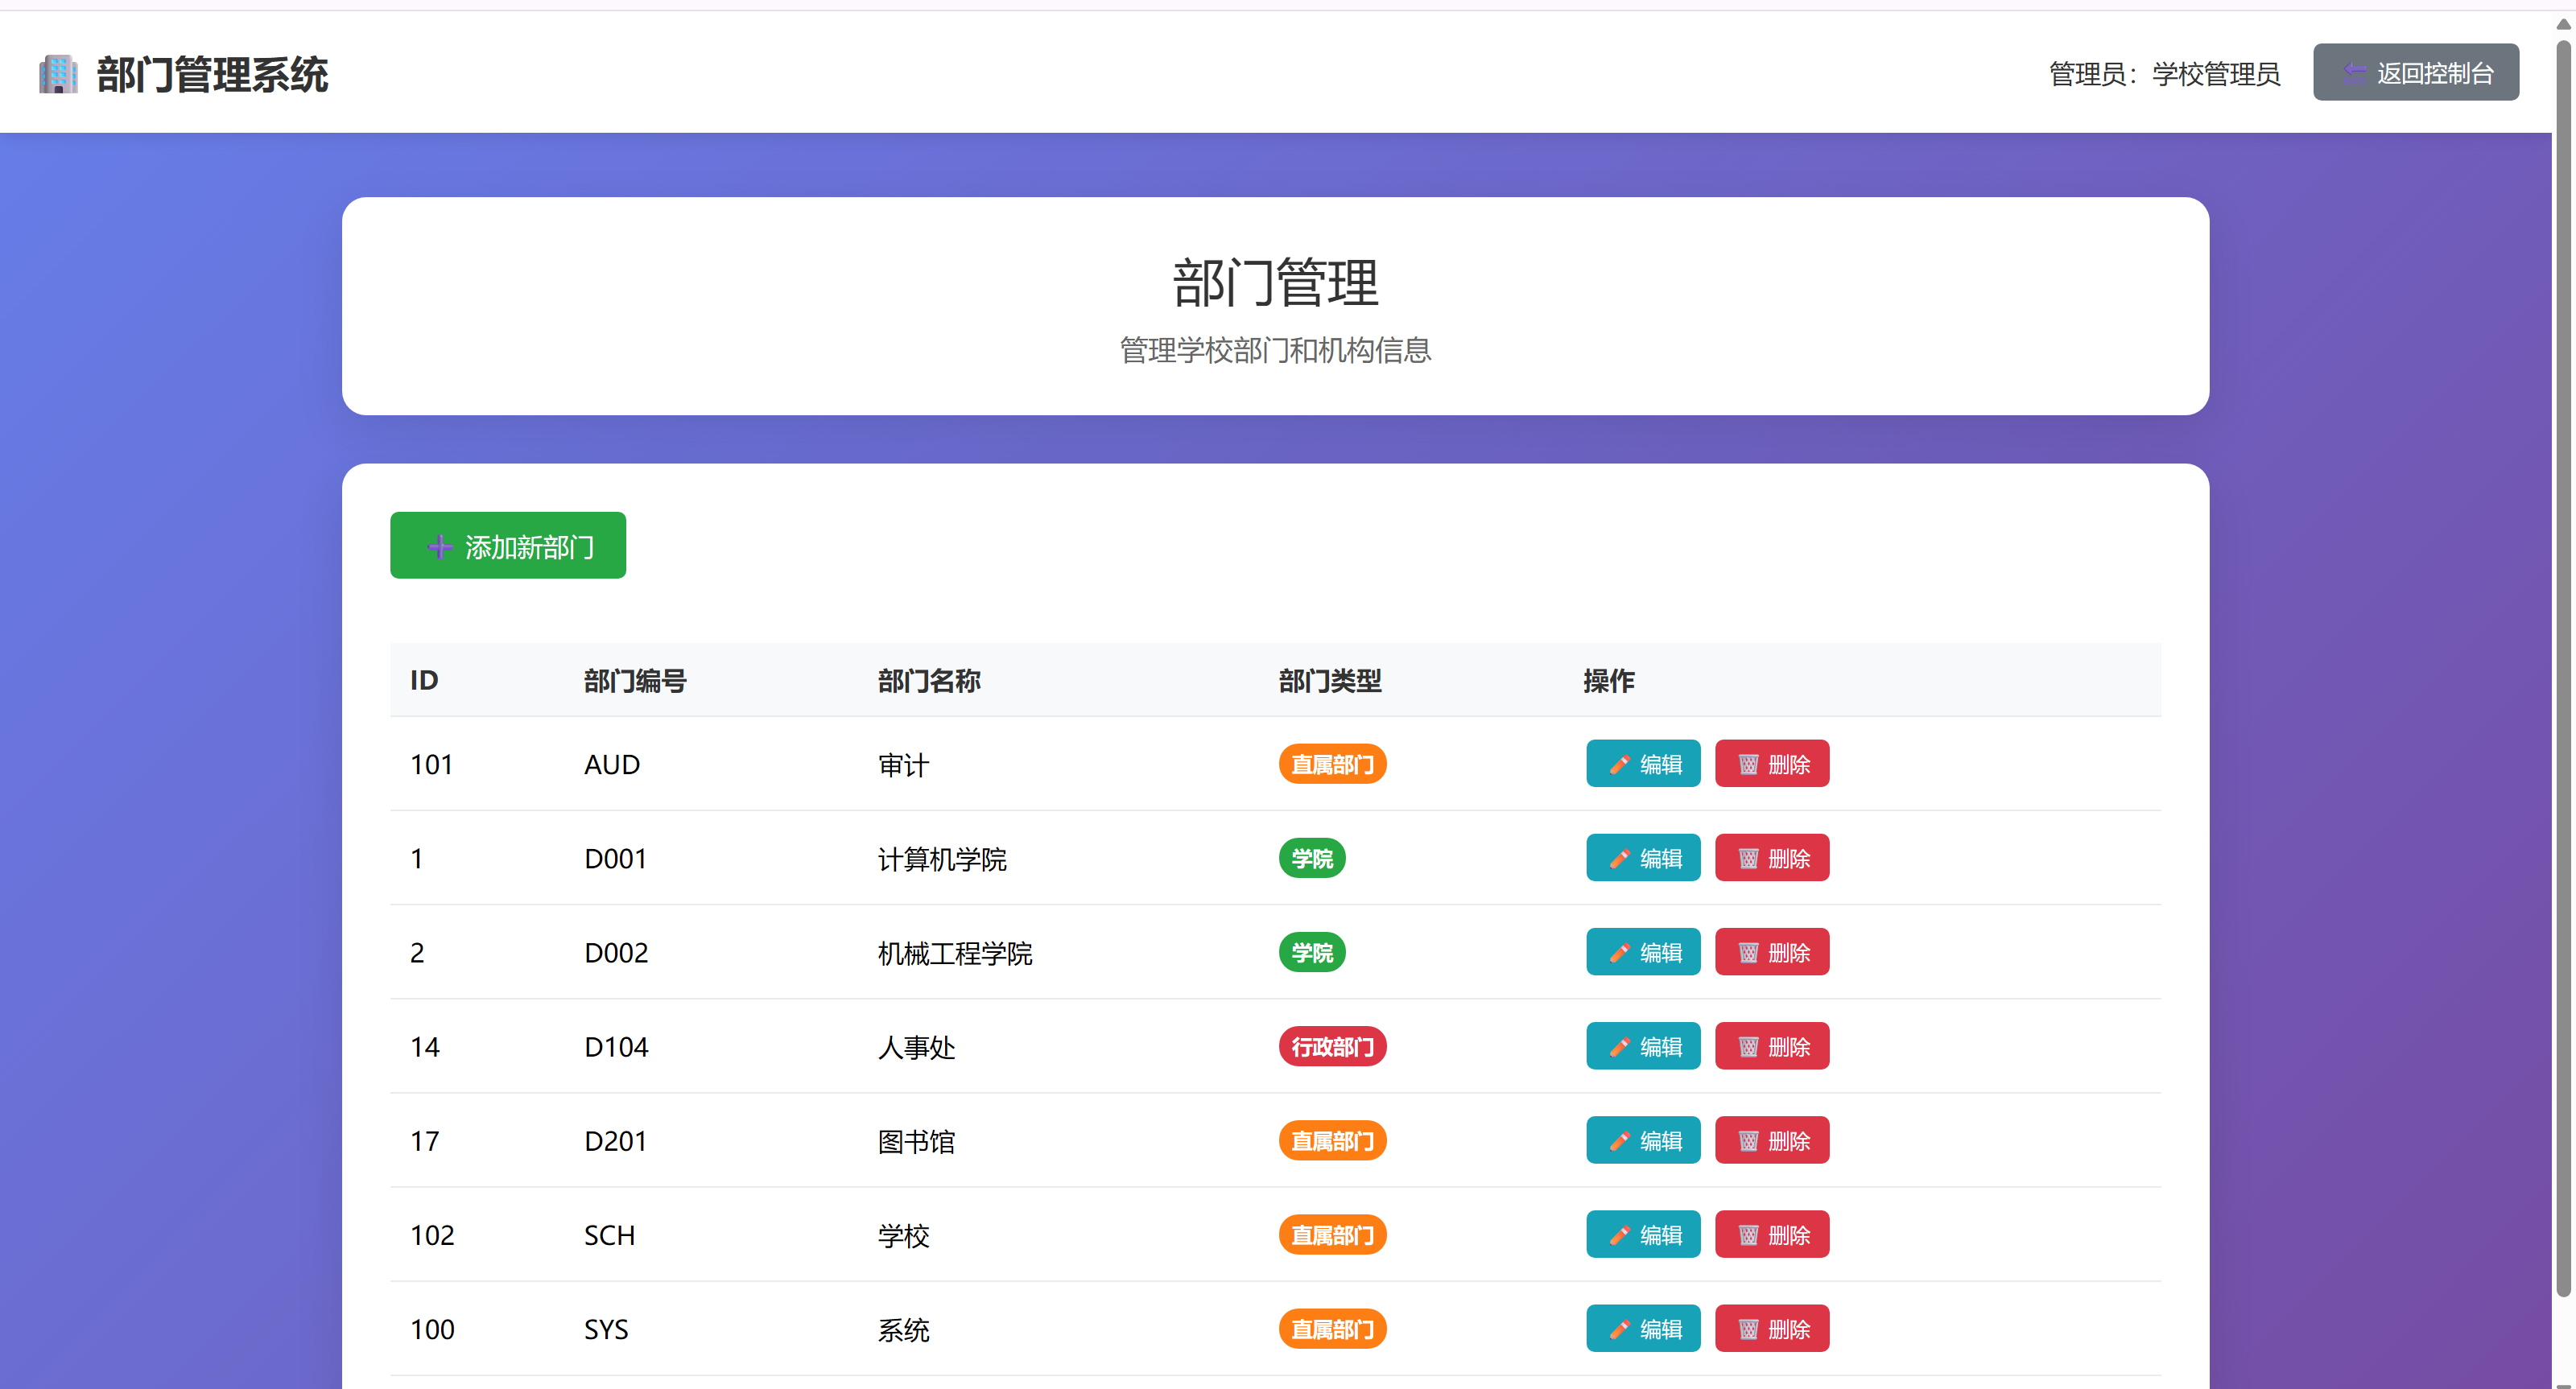 部门管理系统
管理员：学校管理员 返回控制台
部门管理
管理学校部门和机构信息
添加新部门
ID 部门编号 部门名称 部门类型 操作
101 AUD 审计 直属部门 编辑 删除
1 D001 计算机学院 学院 编辑 删除
2 D002 机械工程学院 学院 编辑 删除
14 D104 人事处 行政部门 编辑 删除
17 D201 图书馆 直属部门 编辑 删除
102 SCH 学校 直属部门 编辑 删除
100 SYS 系统 直属部门 编辑 删除